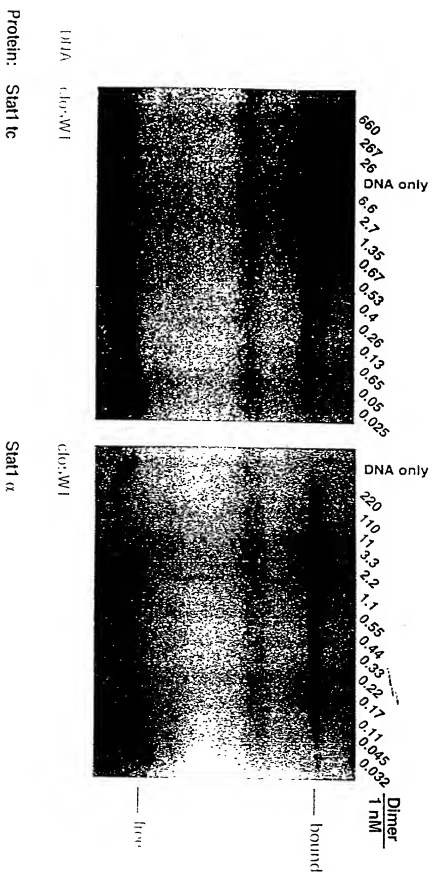 660 267 26 DNA only 6.6 2.7 1.35 0.67 0.53 0.4 0.26 0.13 0.65 0.05 0.025
DNA only 220 110 11 3.3 2.2 1.1 0.55 0.44 0.33 0.22 0.17 0.11 0.045 0.032
Dimer
1 nM
bound
free
DNA
Protein: Stat1 tc
Stat1 α